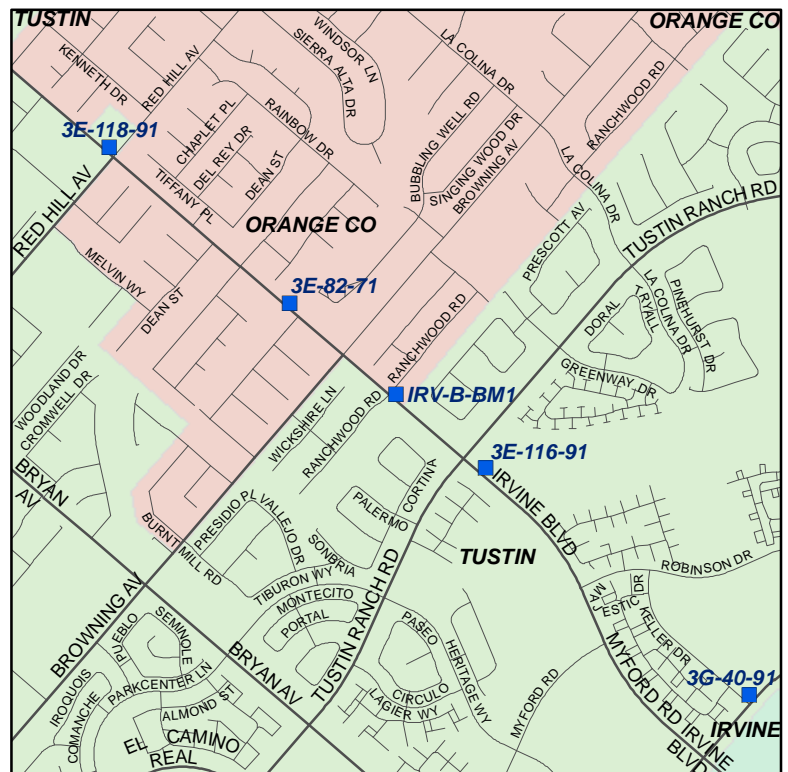 TUSTIN
ORANGE CO
WINDSOR LN
SIERRA ALTA DR
LA COLINA DR
KENNETH DR
RED HILL AV
RANCHWOOD RD
3E-118-91
CHAPLET PL
DEL REY DR
DEAN ST
RAINBOW DR
BUBBLING WELL RD
SINGING WOOD DR
BROWNING AV
LA COLINA DR
TIFFANY PL
RED HILL AV
ORANGE CO
PRESCOTT AV
TUSTIN RANCH RD
MELVIN WY
DEAN ST
3E-82-71
LA COLINA DR
PINEHURST DR
TRYALL
DORAL
RANCHWOOD RD
GREENWAY DR
WOODLAND DR
CROMWELL DR
WICKSHIRE LN
RANCHWOOD RD
IRV-B-BM1
BRYAN
AV
3E-116-91
IRVINE BLVD
CORTINA
PALERMO
BURNT MILL RD
PRESIDIO PL
VALLEJO DR
SONBRIA
TUSTIN
ROBINSON DR
TIBURON WY
MONTECITO
PORTAL
TUSTIN RANCH RD
MAJESTIC DR
KELLER DR
BROWNING AV
PUEBLO
SEMINOLE
BRYAN AV
PASEO
HERITAGE WY
MYFORD RD
MYFORD RD
IRVINE
BLVD
3G-40-91
IRVINE
IROQUOIS
COMANCHE
PARKCENTER LN
ALMOND ST
CIRCULO
LAGIER WY
EL CAMINO
REAL